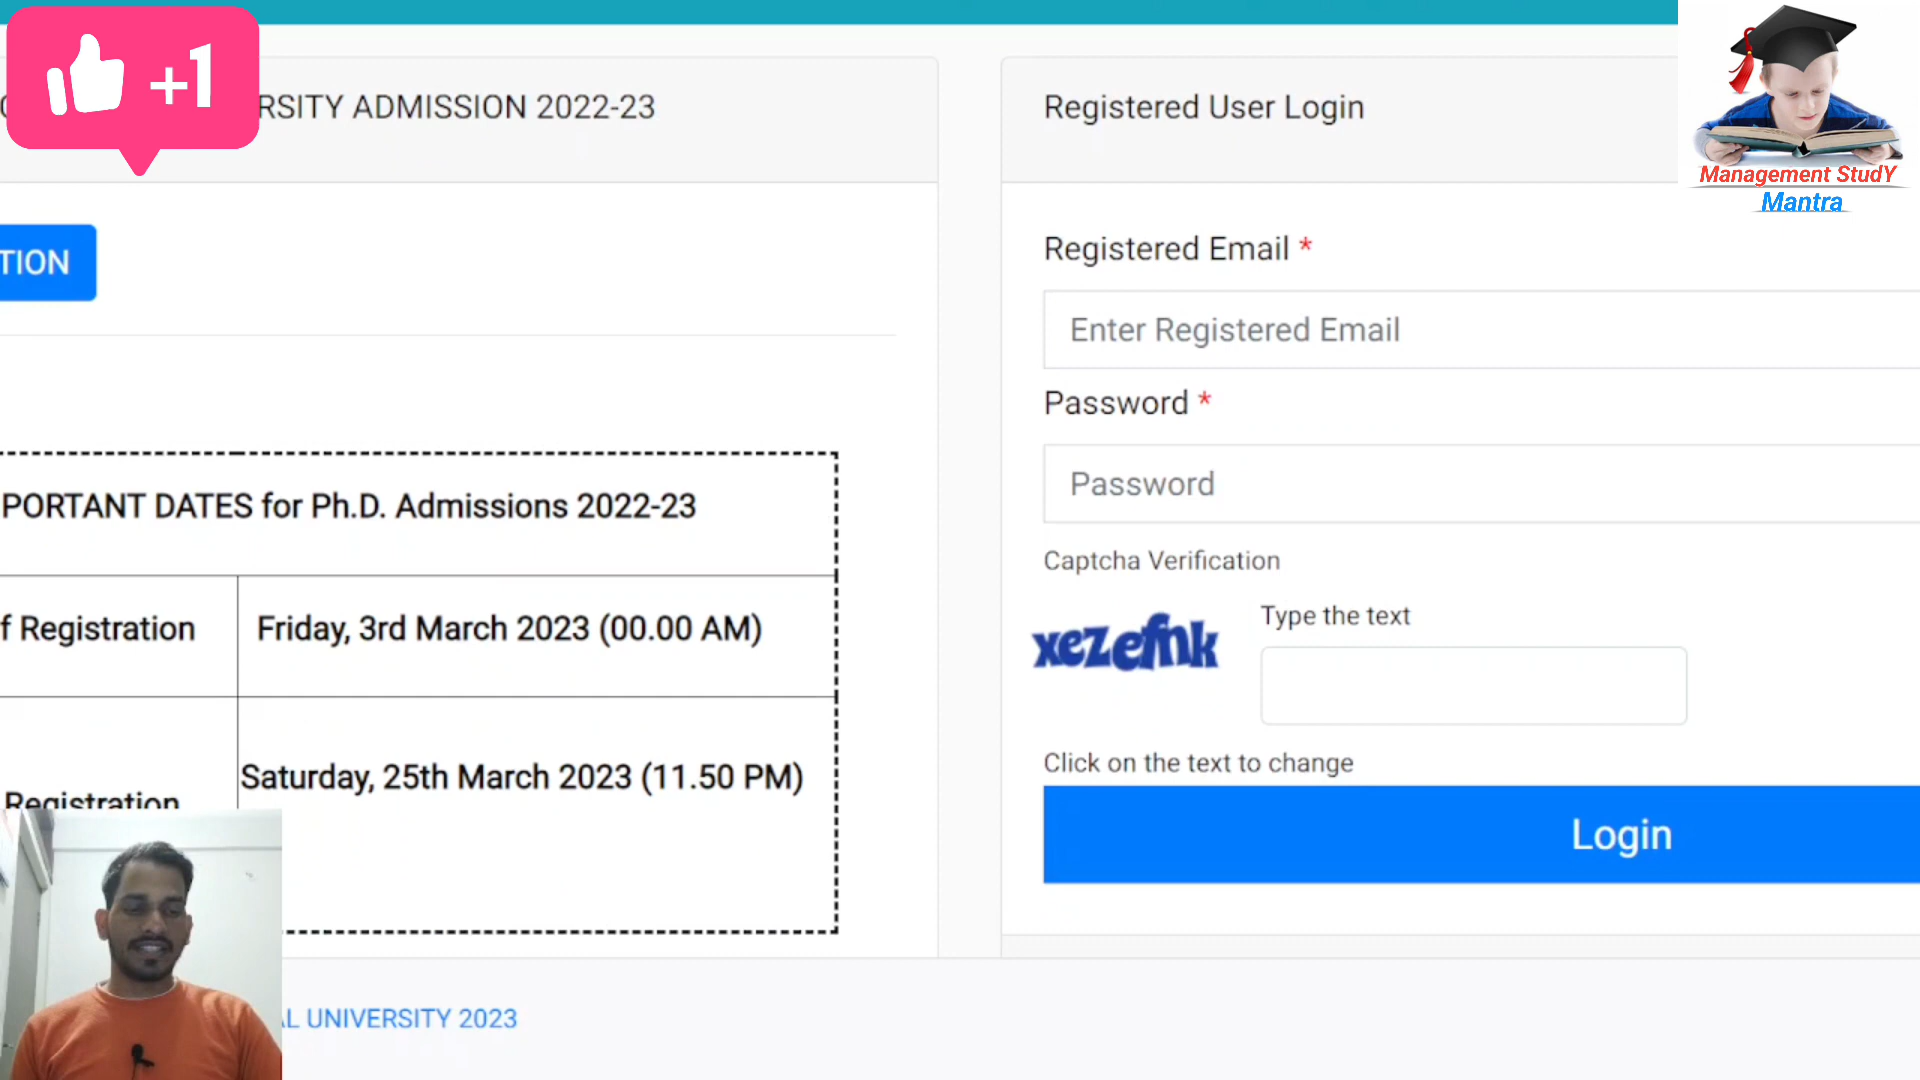 +1
RSITY ADMISSION 2022-23
TION
PORTANT DATES for Ph.D. Admissions 2022-23
f Registration
Friday, 3rd March 2023 (00.00 AM)
Registration
Saturday, 25th March 2023 (11.50 PM)
L UNIVERSITY 2023
Registered User Login
Registered Email *
Enter Registered Email
Password *
Password
Captcha Verification
xezefnk
Type the text
Click on the text to change
Login
Management StudY
Mantra